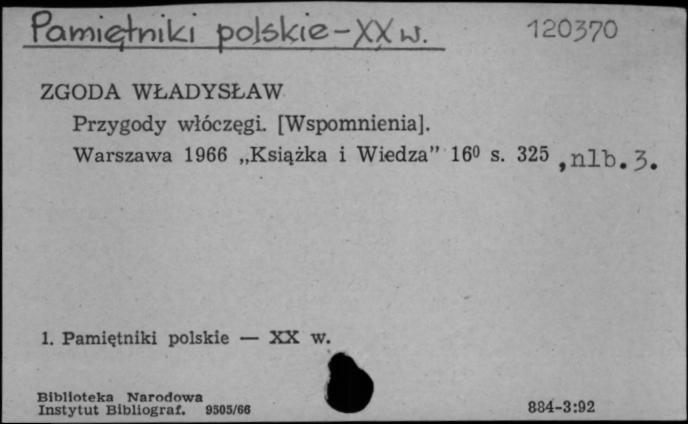 Pamiętniki polskie - XX w. 120370
ZGODA WŁADYSŁAW
Przygody włóczęgi. [Wspomnienia].
Warszawa 1966 „Książka i Wiedza" 16⁰ s. 325 , nlb. 3.
1. Pamiętniki polskie — XX w.
Biblioteka Narodowa
Instytut Bibliograf. 9505/66 884-3:92